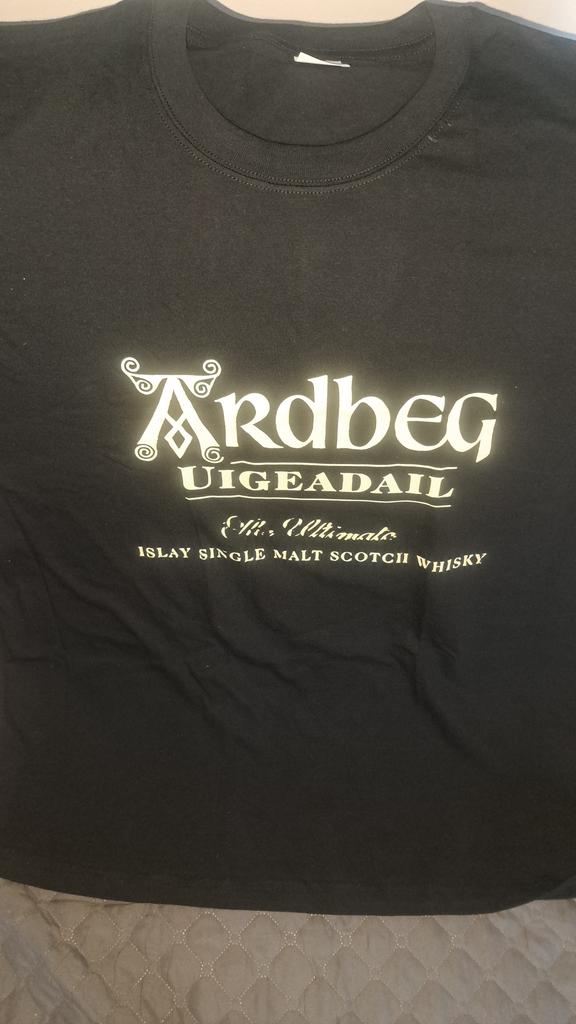 Ardbeg
UIGEADAIL
The Ultimate
ISLAY SINGLE MALT SCOTCH WHISKY